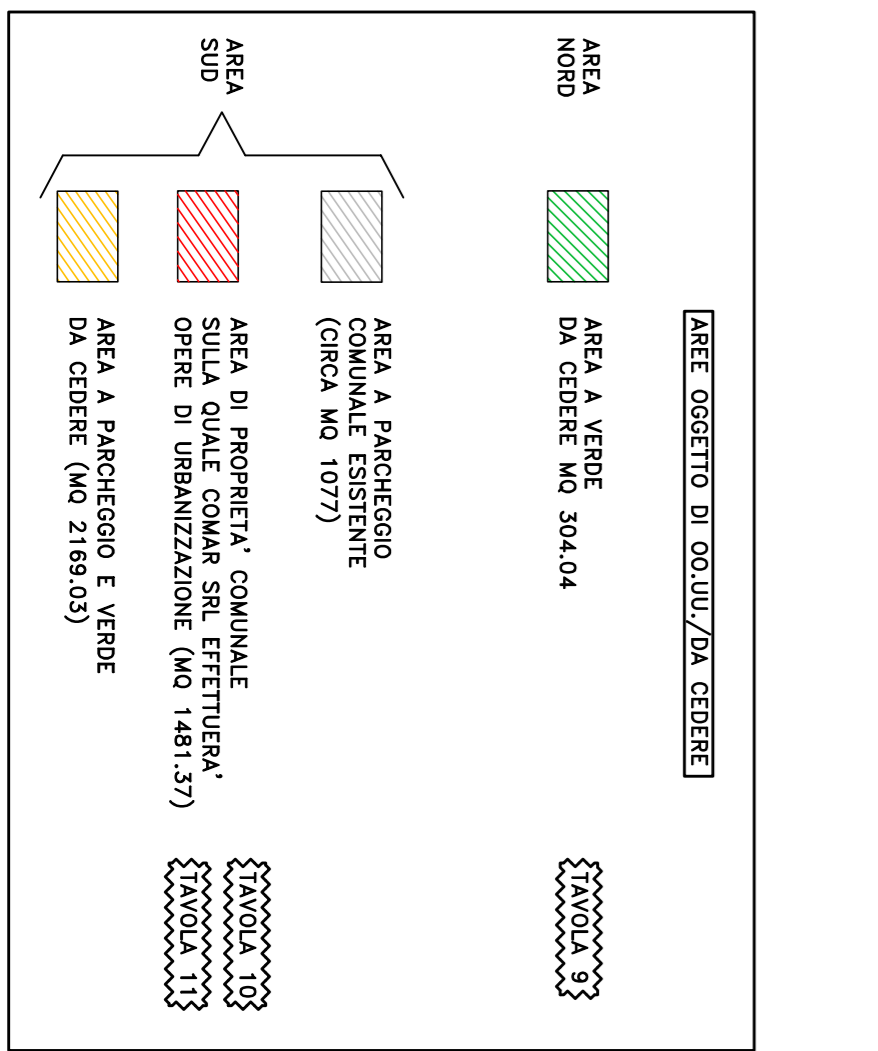 AREE OGGETTO DI OO.UU./DA CEDERE
AREA
NORD
AREA A VERDE
DA CEDERE MQ 304.04
TAVOLA 9
AREA
SUD
AREA A PARCHEGGIO
COMUNALE ESISTENTE
(CIRCA MQ 1077)
AREA DI PROPRIETA' COMUNALE
SULLA QUALE COMAR SRL EFFETTUERA'
OPERE DI URBANIZZAZIONE (MQ 1481.37)
TAVOLA 10
TAVOLA 11
AREA A PARCHEGGIO E VERDE
DA CEDERE (MQ 2169.03)